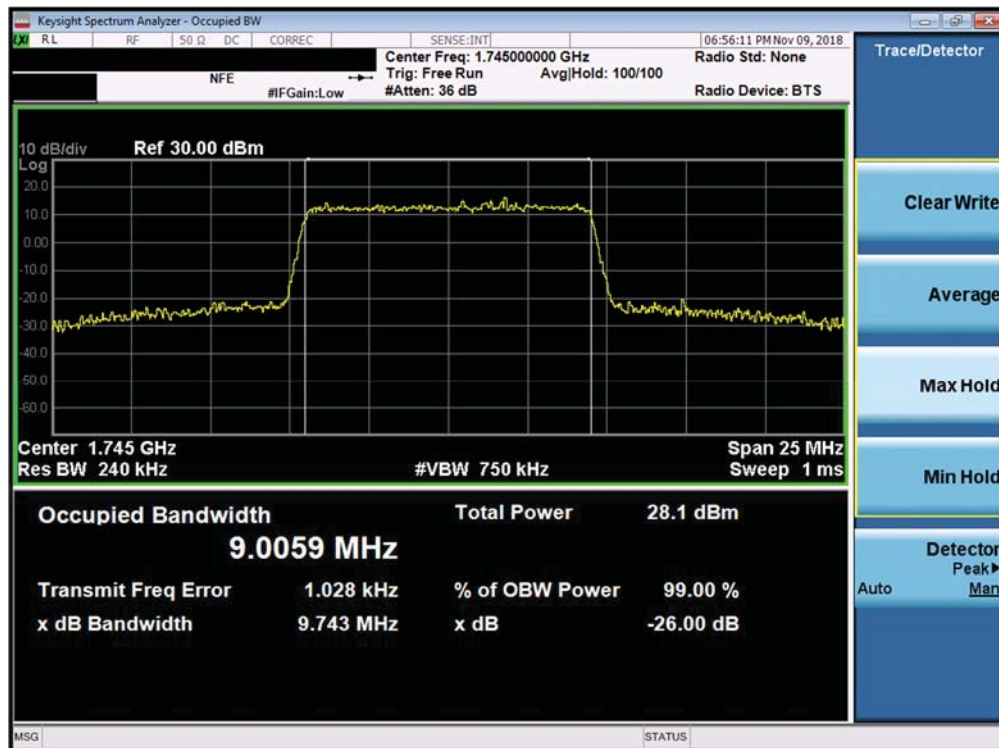 Keysight Spectrum Analyzer - Occupied BW
LXI RL RF 50 Ω DC CORREC SENSE:INT 06:56:11 PM Nov 09, 2018
Center Freq: 1.745000000 GHz Radio Std: None
NFE Trig: Free Run Avg|Hold: 100/100
#IFGain:Low #Atten: 36 dB Radio Device: BTS
10 dB/div Ref 30.00 dBm
Log
20.0
10.0
0.00
-10.0
-20.0
-30.0
-40.0
-50.0
-60.0
Center 1.745 GHz Span 25 MHz
Res BW 240 kHz #VBW 750 kHz Sweep 1 ms
Occupied Bandwidth Total Power 28.1 dBm
9.0059 MHz
Transmit Freq Error 1.028 kHz % of OBW Power 99.00 %
x dB Bandwidth 9.743 MHz x dB -26.00 dB
MSG STATUS
Trace/Detector
Clear Write
Average
Max Hold
Min Hold
Detector
Peak▶
Auto Man